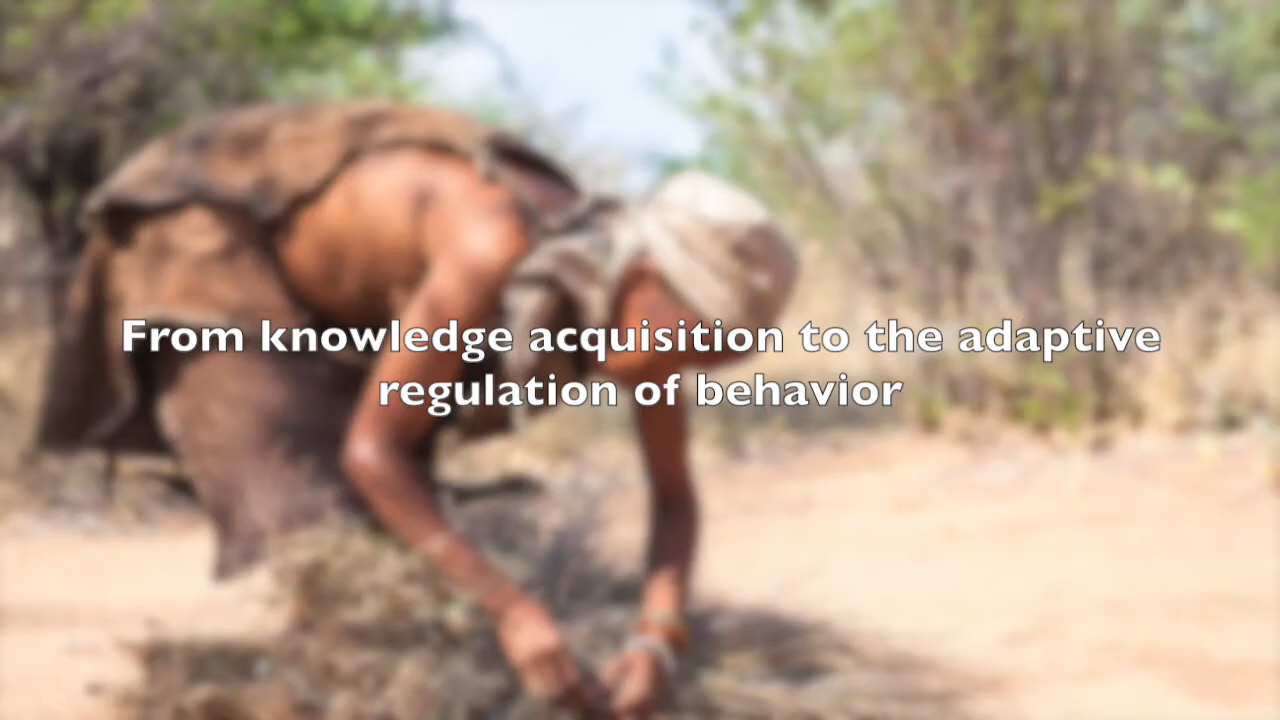 From knowledge acquisition to the adaptive
regulation of behavior